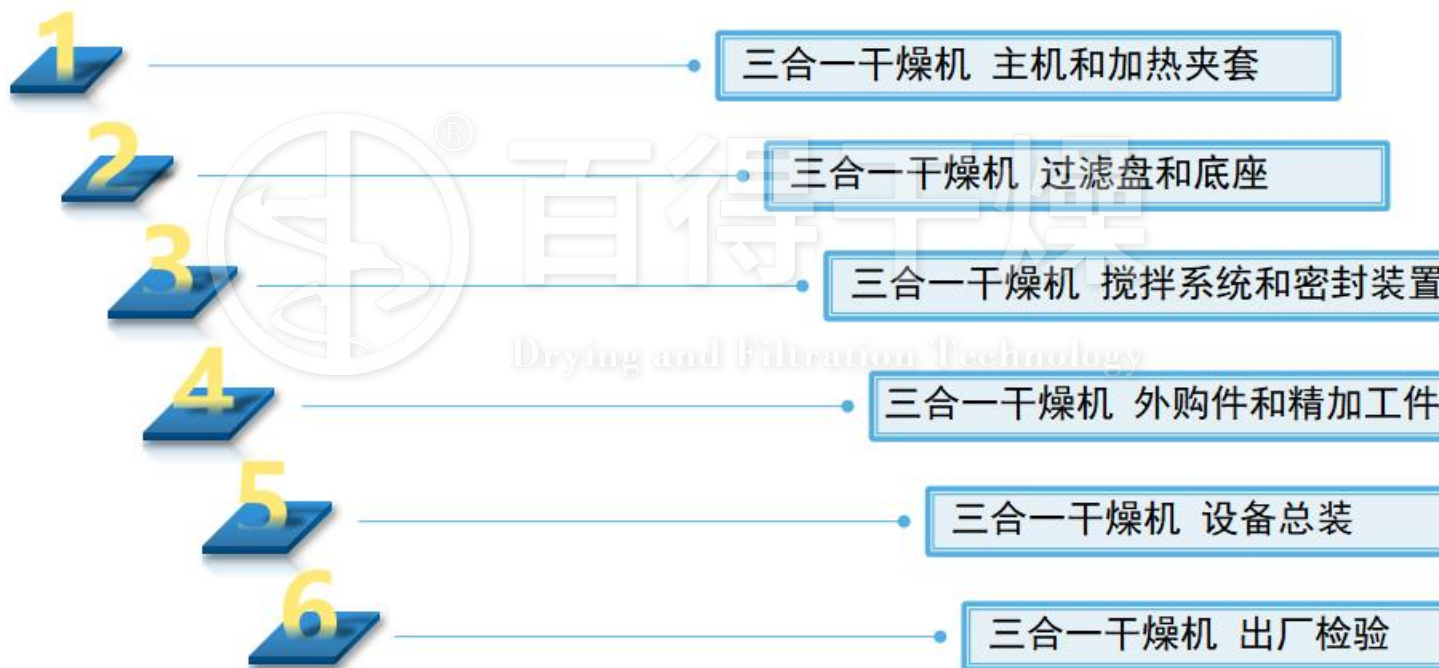 1
三合一干燥机 主机和加热夹套
®
2
三合一干燥机 过滤盘和底座
百得干燥
3
三合一干燥机 搅拌系统和密封装置
Drying and Filtration Technology
4
三合一干燥机 外购件和精加工件
5
三合一干燥机 设备总装
6
三合一干燥机 出厂检验